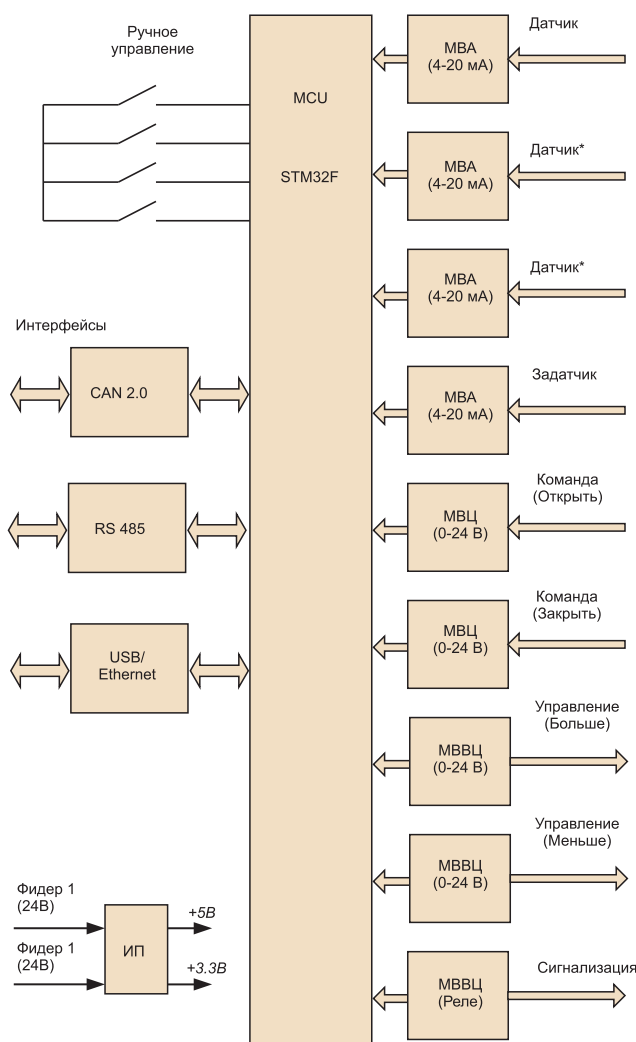 Ручное
управление
MCU
STM32F
МВА
(4-20 мА)
Датчик
МВА
(4-20 мА)
Датчик*
МВА
(4-20 мА)
Датчик*
МВА
(4-20 мА)
Задатчик
МВЦ
(0-24 В)
Команда
(Открыть)
МВЦ
(0-24 В)
Команда
(Закрыть)
МВВЦ
(0-24 В)
Управление
(Больше)
МВВЦ
(0-24 В)
Управление
(Меньше)
МВВЦ
(Реле)
Сигнализация
Интерфейсы
CAN 2.0
RS 485
USB/
Ethernet
Фидер 1
(24В)
Фидер 1
(24В)
ИП
+5В
+3.3В